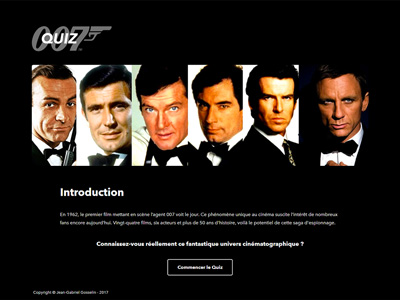 007
QUIZ
Introduction
En 1962, le premier film mettant en scène l'agent 007 voit le jour. Ce phénomène unique au cinéma suscite l'intérêt de nombreux
fans encore aujourd'hui. Vingt-quatre films, six acteurs et plus de 50 ans d'histoire, voilà le potentiel de cette saga d'espionnage.
Connaissez-vous réellement ce fantastique univers cinématographique ?
Commencer le Quiz
Copyright © Jean-Gabriel Gosselin - 2017